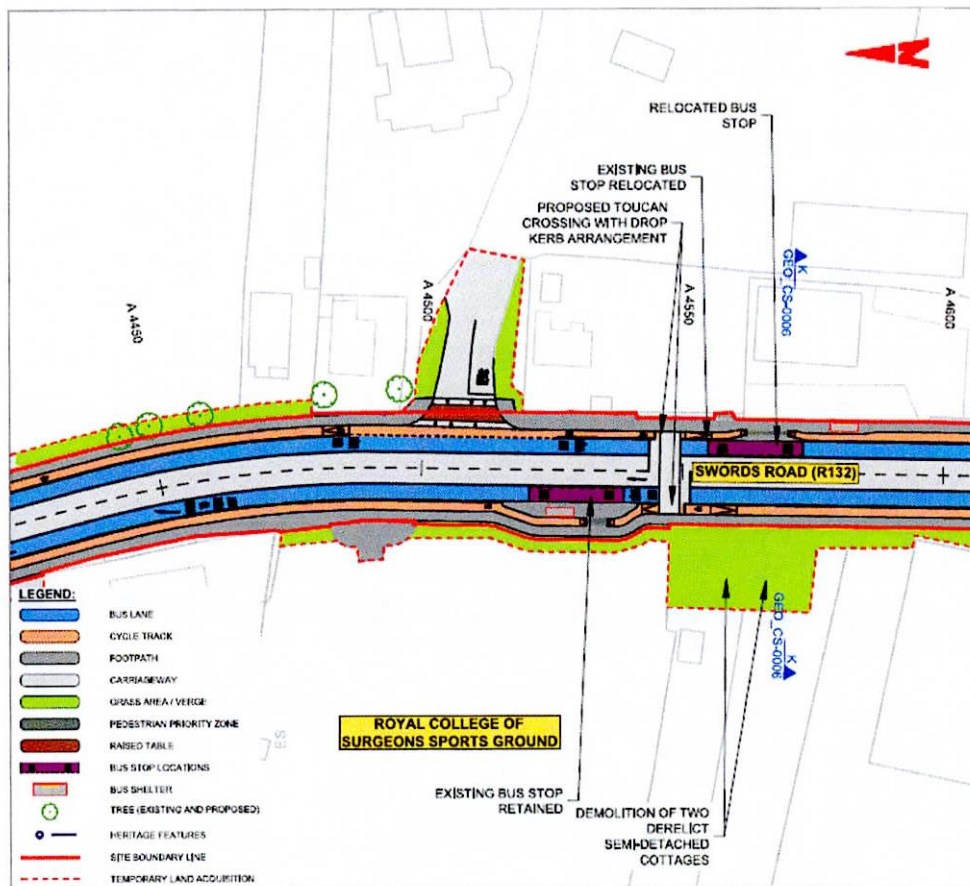 RELOCATED BUS
STOP
EXISTING BUS
STOP RELOCATED
PROPOSED TOUCAN
CROSSING WITH DROP
KERB ARRANGEMENT
K
GEO_CS-0006
A 4450
A 4500
A 4550
A 4600
SWORDS ROAD (R132)
K
GEO_CS-0006
LEGEND:
BUS LANE
CYCLE TRACK
FOOTPATH
CARRIAGEWAY
GRASS AREA / VERGE
PEDESTRIAN PRIORITY ZONE
RAISED TABLE
BUS STOP LOCATIONS
BUS SHELTER
TREE (EXISTING AND PROPOSED)
HERITAGE FEATURES
SITE BOUNDARY LINE
TEMPORARY LAND ACQUISITION
ES
ROYAL COLLEGE OF
SURGEONS SPORTS GROUND
EXISTING BUS STOP
RETAINED
DEMOLITION OF TWO
DERELICT
SEMI-DETACHED
COTTAGES